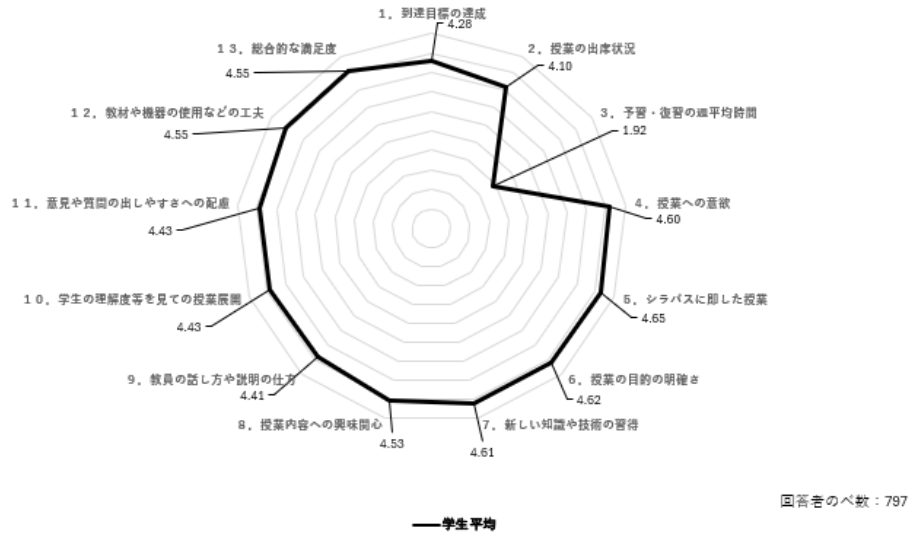 1．到達目標の達成
4.28
2．授業の出席状況
4.10
3．予習・復習の週平均時間
1.92
4．授業への意欲
4.60
5．シラバスに即した授業
4.65
6．授業の目的の明確さ
4.62
7．新しい知識や技術の習得
4.61
8．授業内容への興味関心
4.53
9．教員の話し方や説明の仕方
4.41
10．学生の理解度等を見ての授業展開
4.43
11．意見や質問の出しやすさへの配慮
4.43
12．教材や機器の使用などの工夫
4.55
13．総合的な満足度
4.55
回答者のべ数：797
学生平均